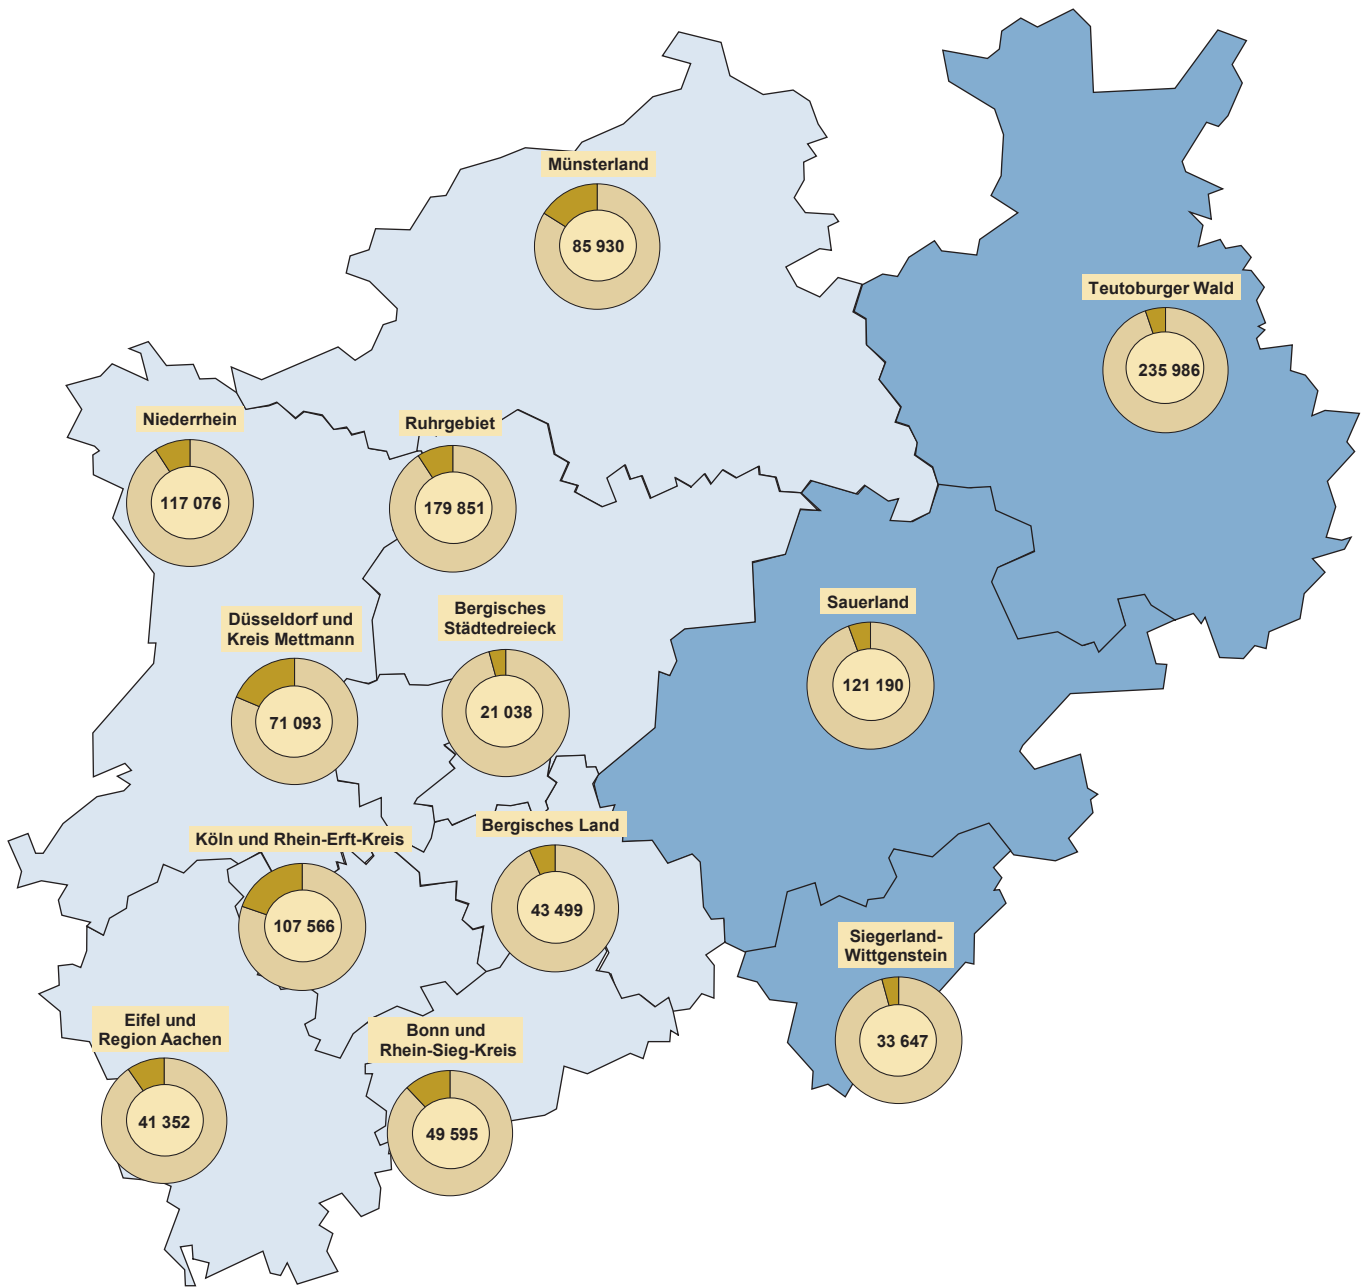 Münsterland
85 930
Teutoburger Wald
235 986
Niederrhein
117 076
Ruhrgebiet
179 851
Düsseldorf und
Kreis Mettmann
71 093
Bergisches
Städtedreieck
21 038
Sauerland
121 190
Köln und Rhein-Erft-Kreis
107 566
Bergisches Land
43 499
Siegerland-
Wittgenstein
33 647
Eifel und
Region Aachen
41 352
Bonn und
Rhein-Sieg-Kreis
49 595